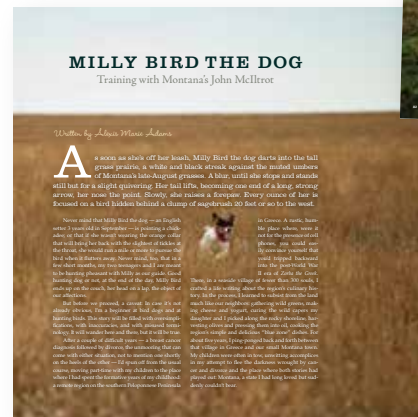 MILLY BIRD THE DOG
Training with Montana's John McIltrot
Written by Alexis Marie Adams
As soon as she's off her leash, Milly Bird the dog darts into the tall
grass prairie, a white and black streak against the muted umbers
of Montana's late-August grasses. A blur, until she stops and stands
still but for a slight quivering. Her tail lifts, becoming one end of a long, strong
arrow, her nose the point. Slowly, she raises a forepaw. Every ounce of her is
focused on a bird hidden behind a clump of sagebrush 20 feet or so to the west.
Never mind that Milly Bird the dog — an English
setter 3 years old in September — is pointing a chick-
adee, or that if she wasn't wearing the orange collar
that will bring her back with the slightest of tickles at
the throat, she would run a mile or more to pursue the
bird when it flutters away. Never mind, too, that in a
few short months, my two teenagers and I are meant
to be hunting pheasant with Milly as our guide. Good
hunting dog or not, at the end of the day, Milly Bird
ends up on the couch, her head on a lap, the object of
our affections.
But before we proceed, a caveat: In case it's not
already obvious, I'm a beginner at bird dogs and at
hunting birds. This story will be filled with oversimpli-
fications, with inaccuracies, and with poisoned termi-
nology. It will wander here and there, but it will be true.
After a couple of difficult years — a breast cancer
diagnosis followed by divorce, the unmooring that can
come with either situation, not to mention one shortly
on the heels of the other — I'd spun off from the usual
course, moving part-time with my children to the place
where I had spent the formative years of my childhood:
a remote region on the southern Peloponnese Peninsula
in Greece. A rustic, hum-
ble place where, were it
not for the presence of cell
phones, you could eas-
ily convince yourself that
you'd tripped backward
into the post-World War
II era of Zorba the Greek.
There, in a seaside village of fewer than 300 souls, I
crafted a life writing about the region's culinary his-
tory. In the process, I learned to subsist from the land
much like our neighbors: gathering wild greens, mak-
ing cheese and yogurt, curing the wild capers my
daughter and I picked along the rocky shoreline, har-
vesting olives and pressing them into oil, cooking the
region's simple and delicious "true icons" dishes. For
about five years, I ping-ponged back and forth between
that village in Greece and our small Montana town.
My children were often in tow, persisting accomplices
in my attempt to flee the darkness wrought by can-
cer and divorce and the place where both stories had
played out: Montana, a state I had long loved but sud-
denly couldn't bear.